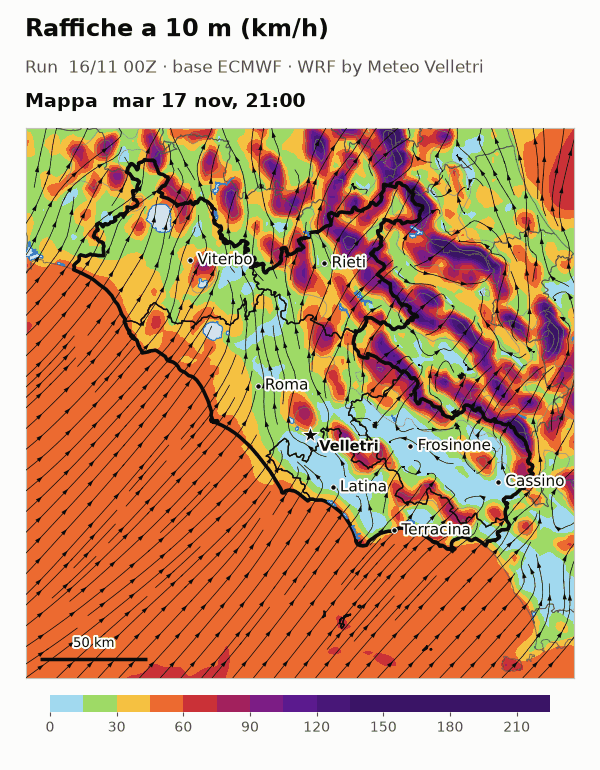 Raffiche a 10 m (km/h)
Run  16/11 00Z · base ECMWF · WRF by Meteo Velletri
Mappa  mar 17 nov, 21:00
Viterbo
Rieti
Roma
Velletri
Frosinone
Latina
Cassino
Terracina
50 km
0 30 60 90 120 150 180 210